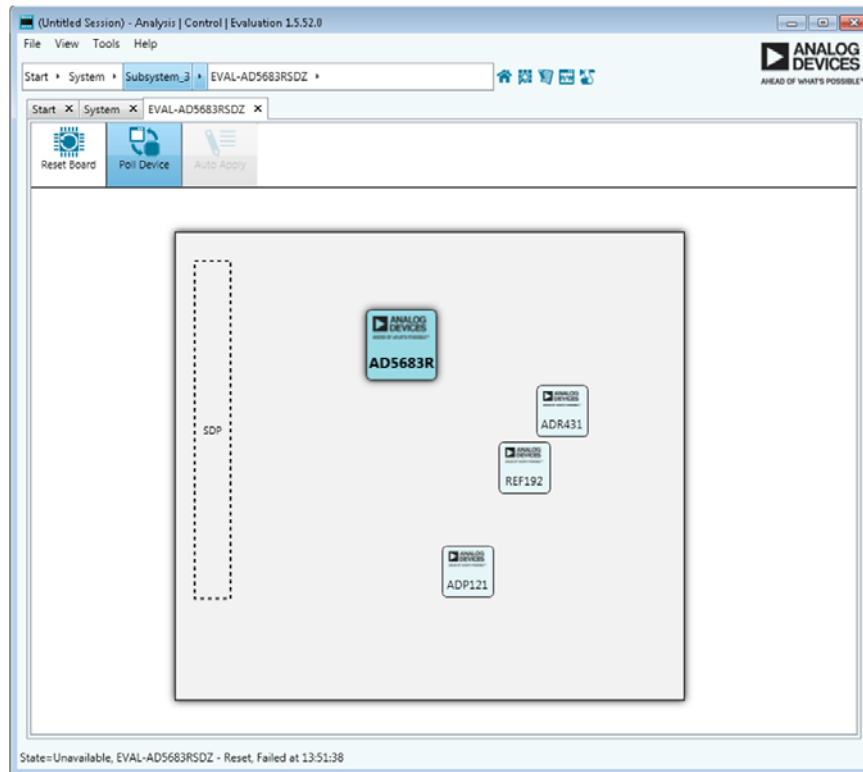 (Untitled Session) - Analysis | Control | Evaluation 1.5.52.0
File View Tools Help
ANALOG
DEVICES
AHEAD OF WHAT'S POSSIBLE™
Start System Subsystem_3 EVAL-AD5683RSDZ
Start System EVAL-AD5683RSDZ
Reset Board Poll Device Auto Apply
ANALOG
DEVICES
AD5683R
SDP
ANALOG
DEVICES
ADR431
ANALOG
DEVICES
REF192
ANALOG
DEVICES
ADP121
State=Unavailable, EVAL-AD5683RSDZ - Reset, Failed at 13:51:38